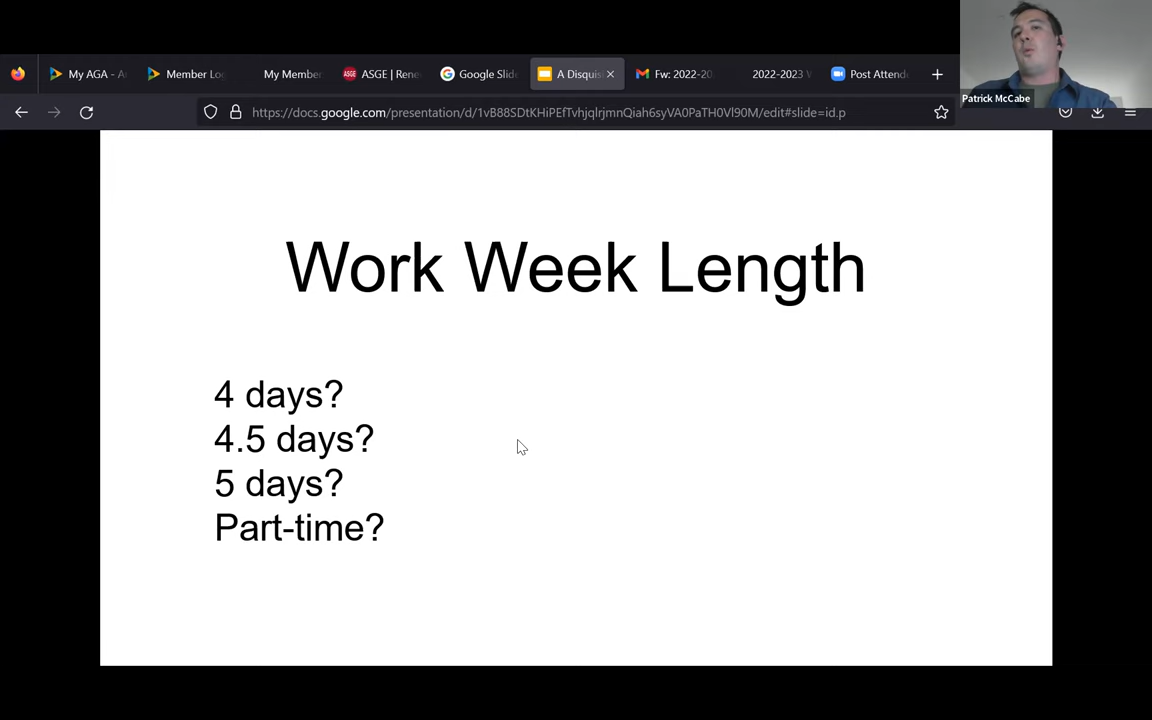 My AGA - A
Member Lo
My Member
ASGE
ASGE | Rene
Google Slid
A Disquis
Fw: 2022-20
2022-2023
Post Attend
Patrick McCabe
https://docs.google.com/presentation/d/1vB88SDtKHiPEfTvhjqlrjmnQiah6syVA0PaTH0Vl90M/edit#slide=id.p
Work Week Length
4 days?
4.5 days?
5 days?
Part-time?